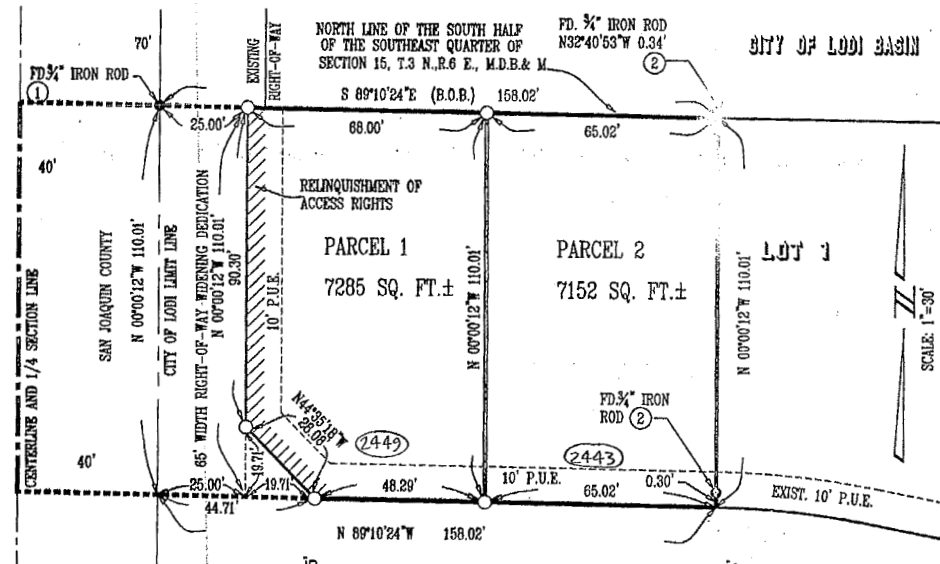 70'
EXISTING
RIGHT-OF-WAY
NORTH LINE OF THE SOUTH HALF
OF THE SOUTHEAST QUARTER OF
SECTION 15, T.3 N.,R.6 E., M.D.B.& M.
FD. ¾" IRON ROD
N32°40'53"W 0.34'
2
CITY OF LODI BASIN
FD.¾" IRON ROD
1
S 89°10'24"E (B.O.B.) 158.02'
25.00'
68.00'
65.02'
40'
RELINQUISHMENT OF
ACCESS RIGHTS
CENTERLINE AND 1/4 SECTION LINE
SAN JOAQUIN COUNTY
N 00°00'12"W 110.01'
CITY OF LODI LIMIT LINE
65' WIDTH RIGHT-OF-WAY WIDENING DEDICATION
N 00°00'12"W 110.01'
90.30'
10' P.U.E.
PARCEL 1
7285 SQ. FT.±
N 00°00'12"W 110.01'
PARCEL 2
7152 SQ. FT.±
N 00°00'12"W 110.01'
LOT 1
SCALE: 1"=30'
N44°35'18"W
28.08'
2449
2443
FD.¾" IRON
ROD 2
40'
25.00'
19.71'
19.71'
44.71'
48.29'
10' P.U.E.
65.02'
0.30'
EXIST. 10' P.U.E.
N 89°10'24"W 158.02'